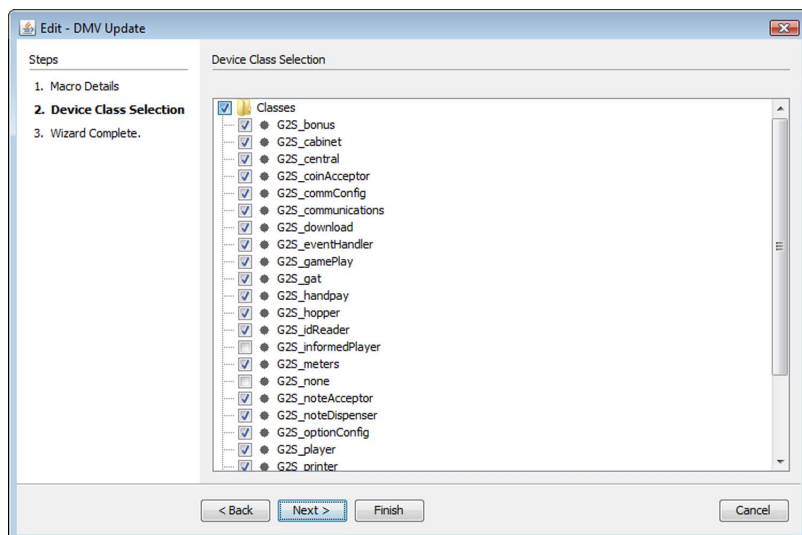 Edit - DMV Update
Steps
1. Macro Details
2. Device Class Selection
3. Wizard Complete.
Device Class Selection
Classes
G2S_bonus
G2S_cabinet
G2S_central
G2S_coinAcceptor
G2S_commConfig
G2S_communications
G2S_download
G2S_eventHandler
G2S_gamePlay
G2S_gat
G2S_handpay
G2S_hopper
G2S_idReader
G2S_informedPlayer
G2S_meters
G2S_none
G2S_noteAcceptor
G2S_noteDispenser
G2S_optionConfig
G2S_player
G2S_printer
< Back Next > Finish Cancel